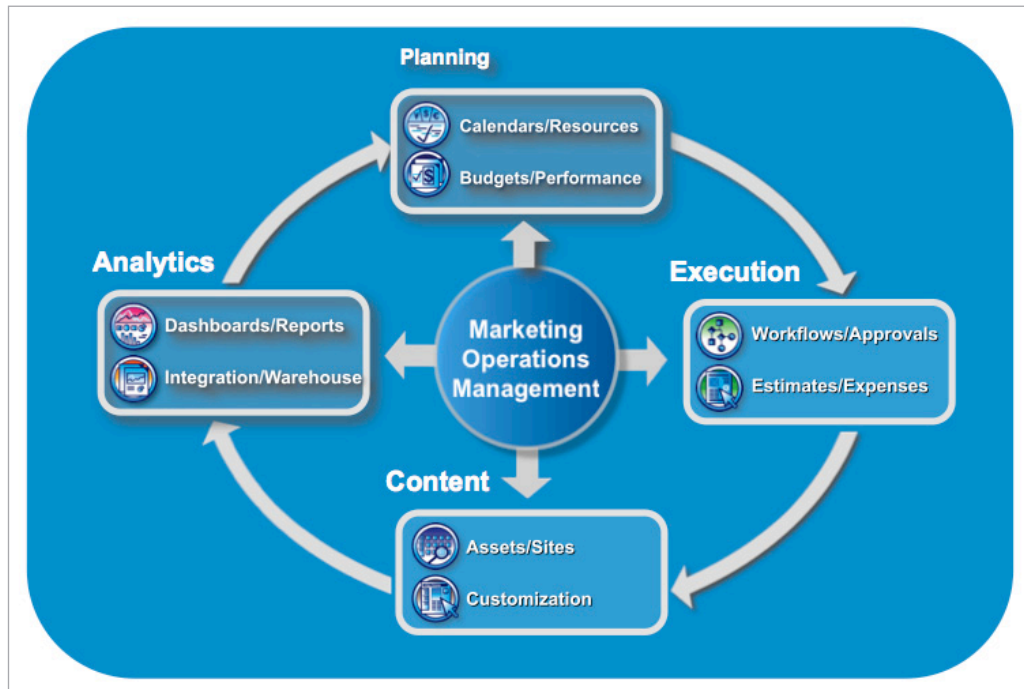 Planning
Calendars/Resources
Budgets/Performance
Analytics
Dashboards/Reports
Integration/Warehouse
Marketing
Operations
Management
Execution
Workflows/Approvals
Estimates/Expenses
Content
Assets/Sites
Customization